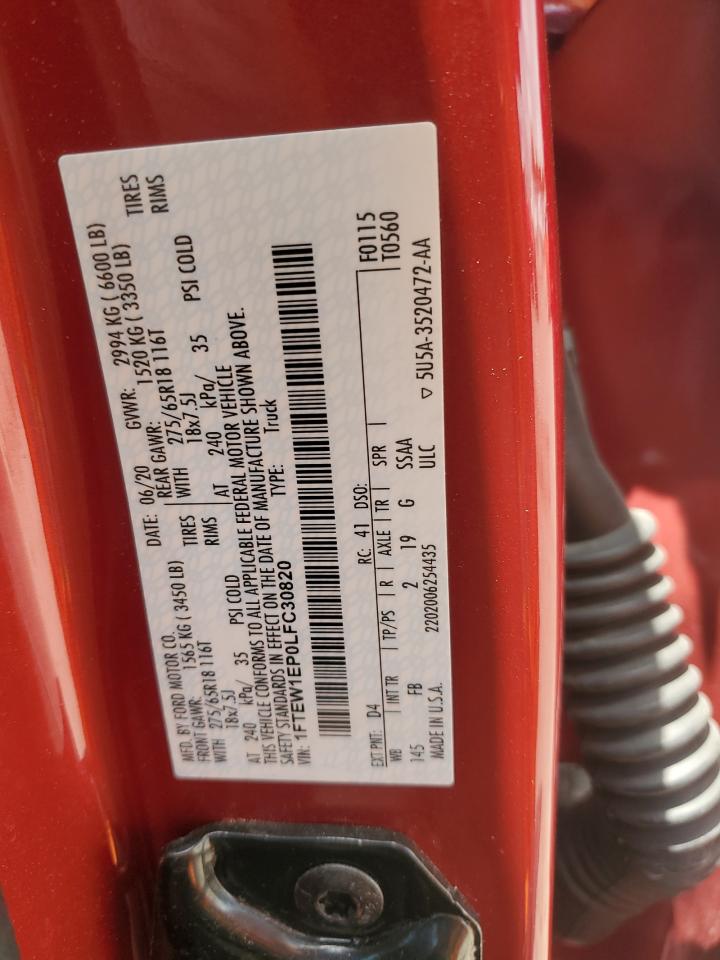 MFD. BY FORD MOTOR CO.
DATE: 06/20 GVWR: 2994 KG ( 6600 LB)
FRONT GAWR: 1565 KG ( 3450 LB) REAR GAWR: 1520 KG ( 3350 LB)
WITH 275/65R18 116T TIRES WITH 275/65R18 116T TIRES
18x7.5J RIMS 18x7.5J RIMS
AT 240 kPa/ 35 PSI COLD AT 240 kPa/ 35 PSI COLD
THIS VEHICLE CONFORMS TO ALL APPLICABLE FEDERAL MOTOR VEHICLE
SAFETY STANDARDS IN EFFECT ON THE DATE OF MANUFACTURE SHOWN ABOVE.
VIN: 1FTEW1EP0LFC30820 TYPE: Truck
F0115
EXT PNT: D4 RC: 41 DSO: T0560
WB INT TR TP/PS R AXLE TR SPR
145 FB 2 19 G SSAA
MADE IN U.S.A. 2202006254435 ULC ▽ 5U5A-3520472-AA